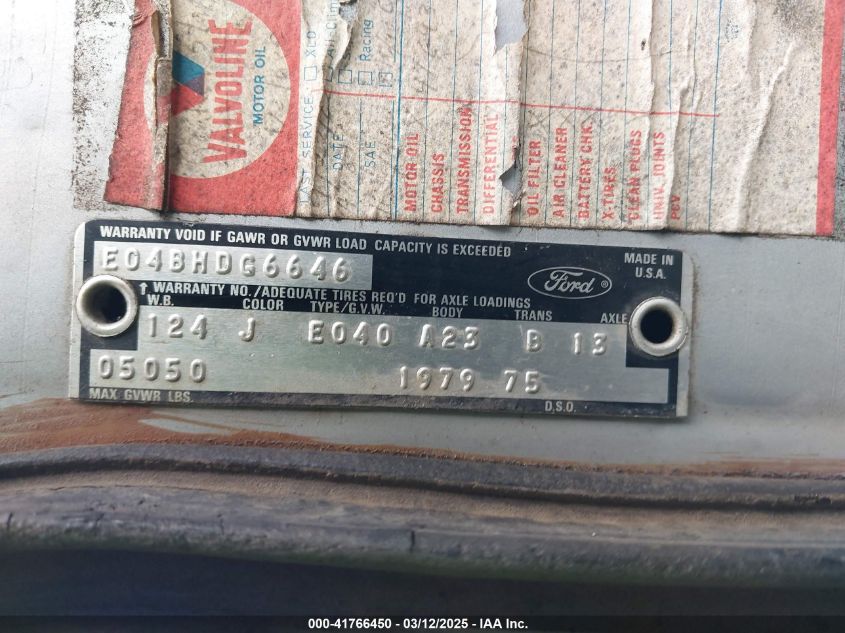 VALVOLINE
MOTOR OIL
LAST SERVICE
XLD
Racing
DATE
SAE
MOTOR OIL
CHASSIS
TRANSMISSION
DIFFERENTIAL
OIL FILTER
AIR CLEANER
BATTERY CHK
X-TIRES
CLEAN PLUGS
JOINTS
PCV
WARRANTY VOID IF GAWR OR GVWR LOAD CAPACITY IS EXCEEDED
MADE IN
U.S.A.
E04BHDG6646
Ford
↑ WARRANTY NO./ADEQUATE TIRES REQ'D FOR AXLE LOADINGS
W.B. COLOR TYPE/G.V.W. BODY TRANS AXLE
124 J E040 A23 B 13
05050 1979 75
MAX GVWR LBS. D.S.O.
000-41766450 - 03/12/2025 - IAA Inc.